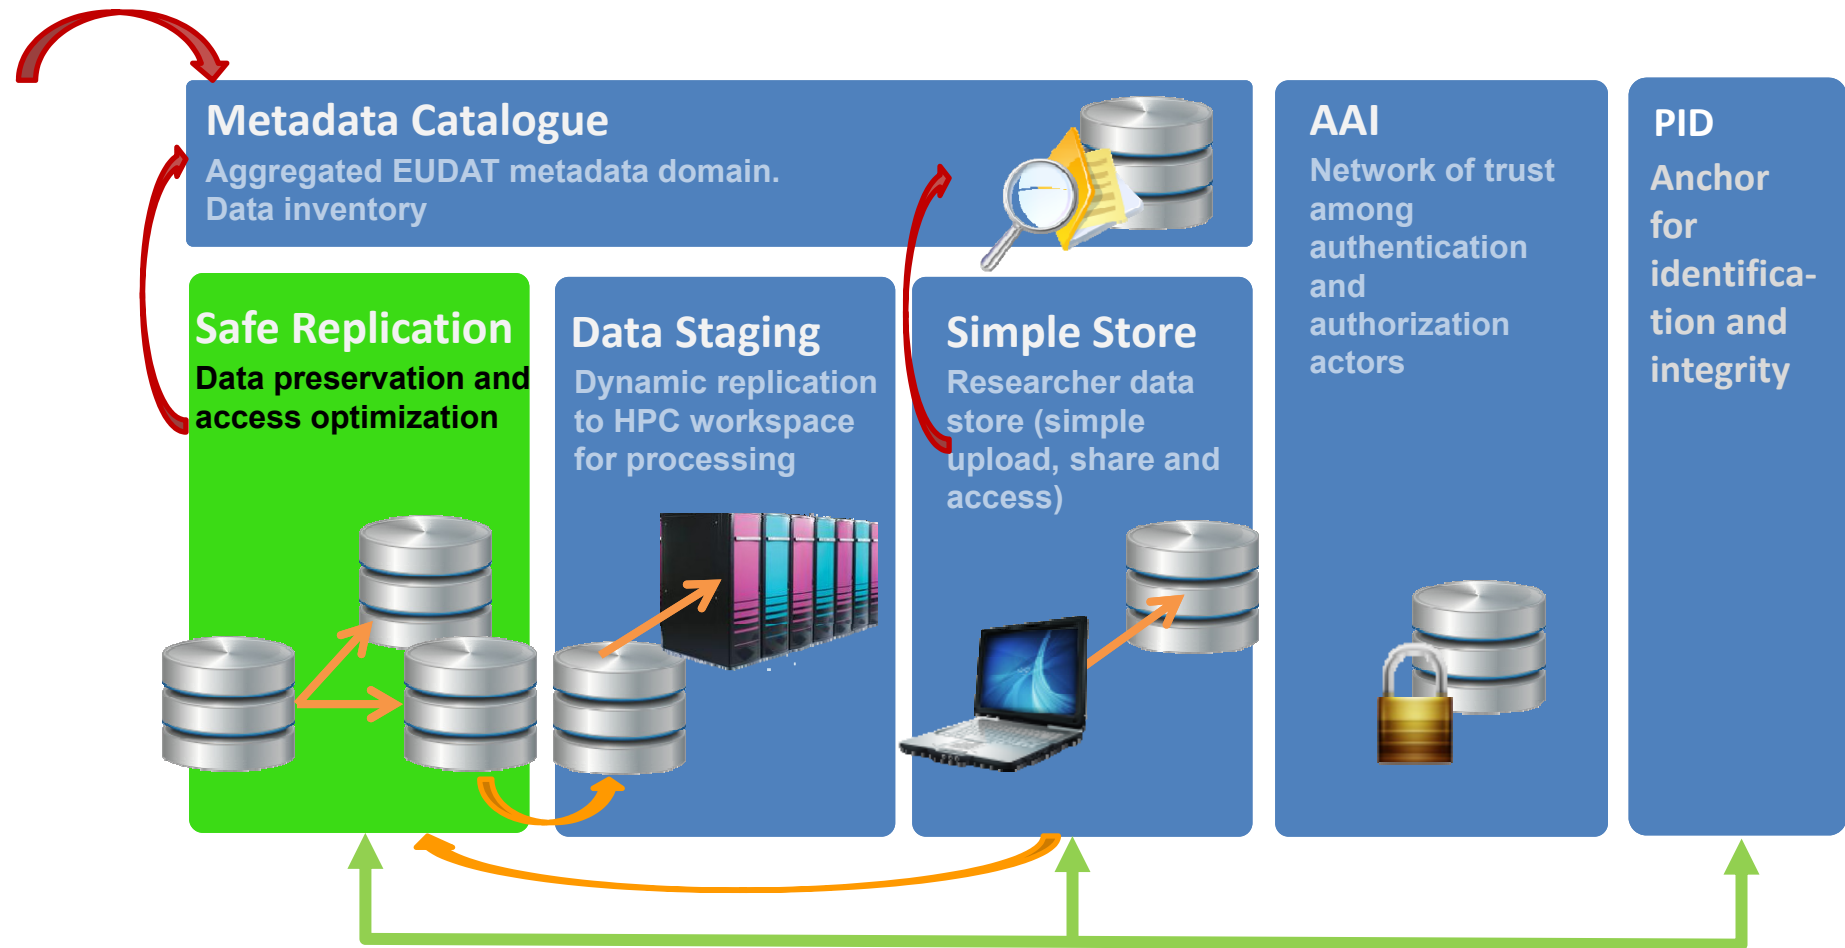 Metadata Catalogue
Aggregated EUDAT metadata domain.
Data inventory
Safe Replication
Data preservation and
access optimization
Data Staging
Dynamic replication
to HPC workspace
for processing
Simple Store
Researcher data
store (simple
upload, share and
access)
AAI
Network of trust
among
authentication
and
authorization
actors
PID
Anchor
for
identifica-
tion and
integrity